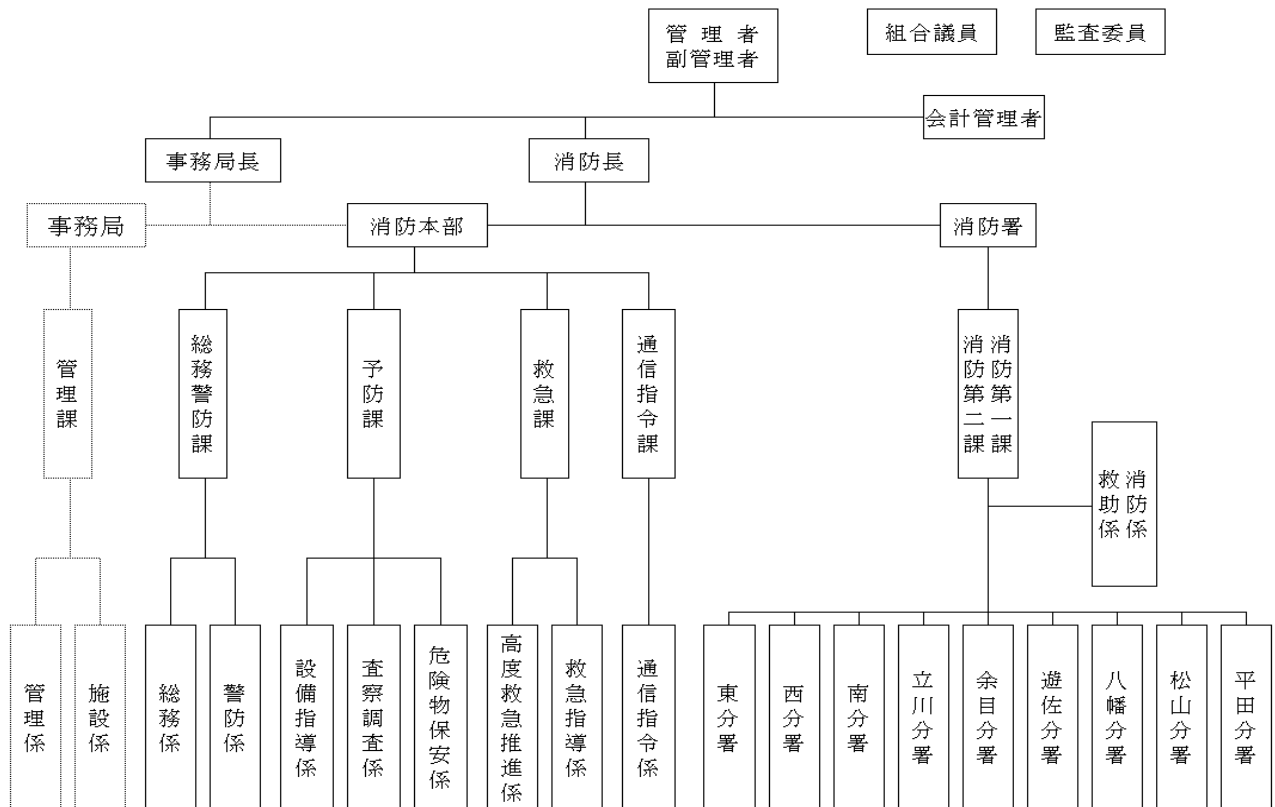 管理者
副管理者
組合議員
監査委員
会計管理者
事務局長
消防長
事務局
消防本部
消防署
管理課
総務警防課
予防課
救急課
通信指令課
消防第一課
消防第二課
消防係
救助係
管理係
施設係
総務係
警防係
設備指導係
査察調査係
危険物保安係
高度救急推進係
救急指導係
通信指令係
東分署
西分署
南分署
立川分署
余目分署
遊佐分署
八幡分署
松山分署
平田分署